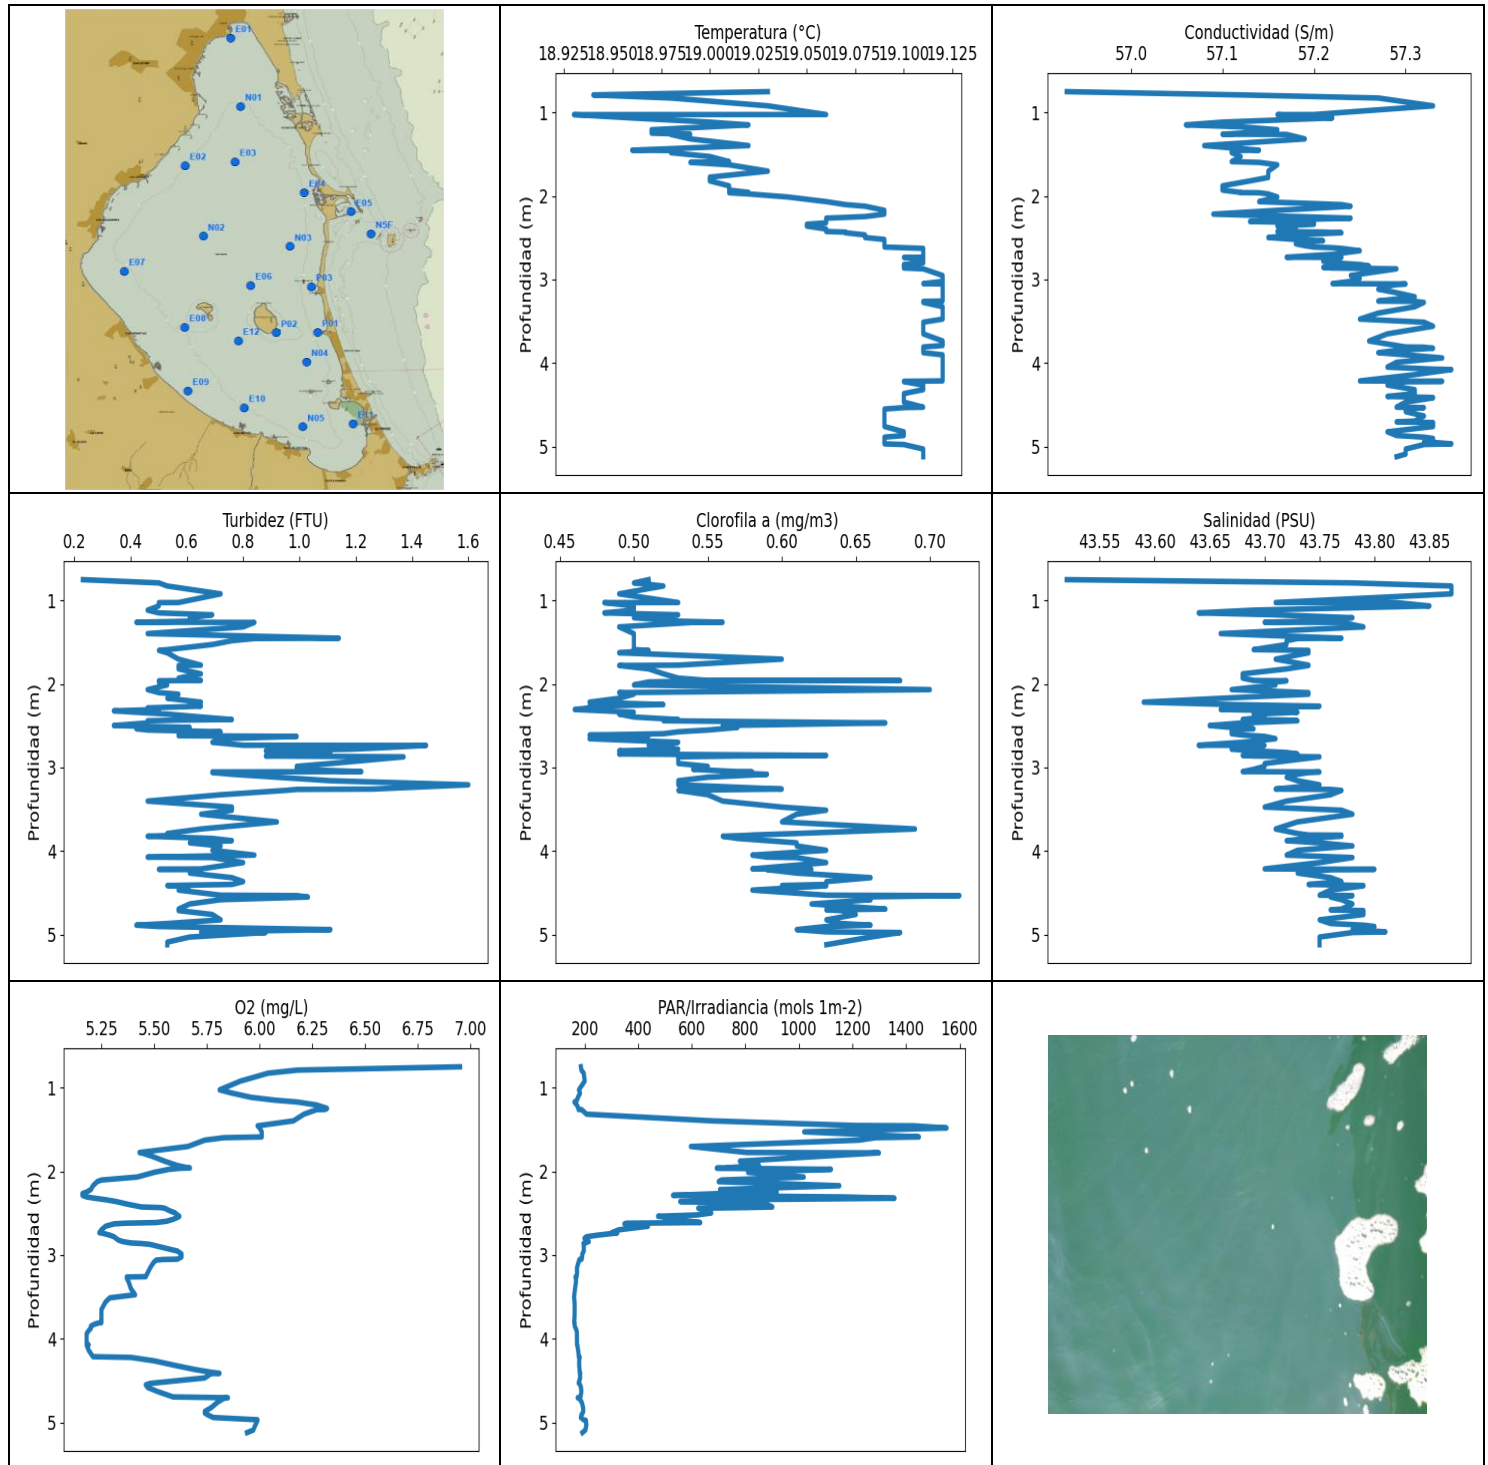 E01
N01
E02
E03
E04
E05
N5F
N02
N03
E07
E06
P03
E08
P02
P01
E12
N04
E09
E10
N05
E11
Temperatura (°C)
18.925 18.950 18.975 19.000 19.025 19.050 19.075 19.100 19.125
Profundidad (m)
1
2
3
4
5
Conductividad (S/m)
57.0 57.1 57.2 57.3
Profundidad (m)
1
2
3
4
5
Turbidez (FTU)
0.2 0.4 0.6 0.8 1.0 1.2 1.4 1.6
Profundidad (m)
1
2
3
4
5
Clorofila a (mg/m3)
0.45 0.50 0.55 0.60 0.65 0.70
Profundidad (m)
1
2
3
4
5
Salinidad (PSU)
43.55 43.60 43.65 43.70 43.75 43.80 43.85
Profundidad (m)
1
2
3
4
5
O2 (mg/L)
5.25 5.50 5.75 6.00 6.25 6.50 6.75 7.00
Profundidad (m)
1
2
3
4
5
PAR/Irradiancia (mols 1m-2)
200 400 600 800 1000 1200 1400 1600
Profundidad (m)
1
2
3
4
5